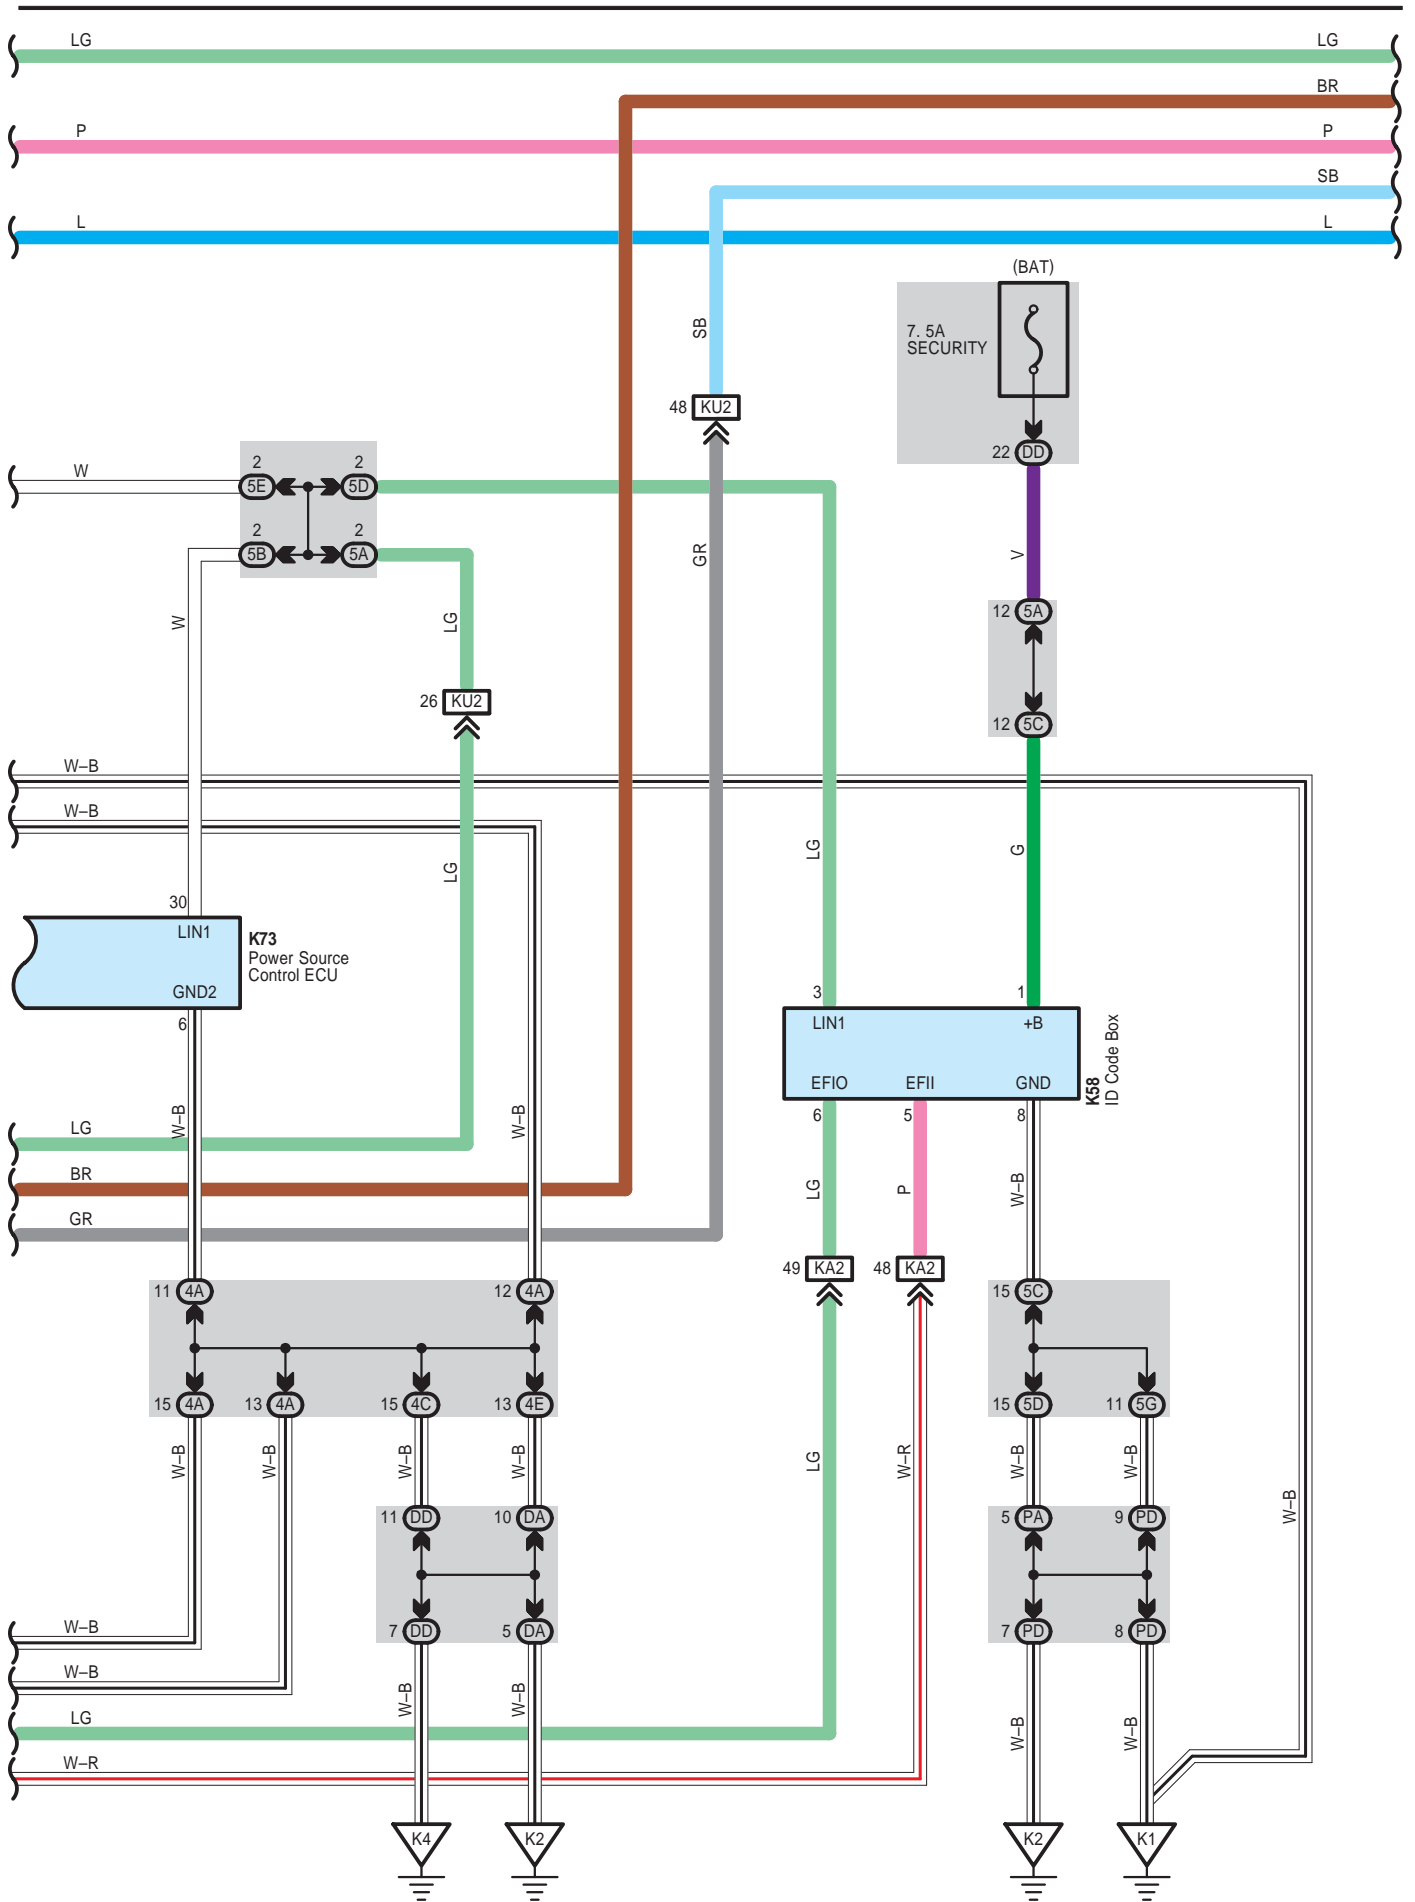 LG
LG
BR
P
P
SB
L
L
(BAT)
7. 5A
SECURITY
SB
48 KU2
22 DD
W
2
2
5E
5D
2
2
5B
5A
GR
V
W
LG
12 5A
26 KU2
12 5C
W–B
W–B
LG
LG
G
30
LIN1
K73
Power Source
Control ECU
GND2
6
3
1
LIN1
+B
EFIO
EFII
GND
K58
ID Code Box
6
5
8
W–B
W–B
LG
BR
GR
LG
P
W–B
49 KA2
48 KA2
11 4A
12 4A
15 5C
15 4A
13 4A
15 4C
13 4E
15 5D
11 5G
W–B
W–B
W–B
W–B
LG
W–R
W–B
W–B
W–B
11 DD
10 DA
5 PA
9 PD
W–B
7 DD
5 DA
7 PD
8 PD
W–B
LG
W–B
W–B
W–B
W–B
W–R
K4
K2
K2
K1